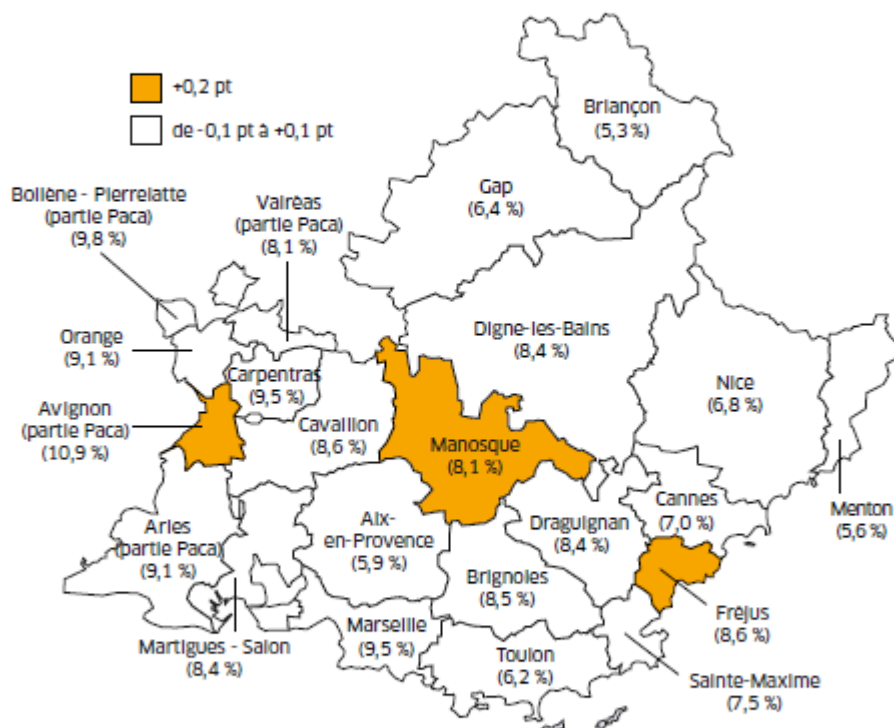 +0,2 pt
de -0,1 pt à +0,1 pt
Briançon
(5,3 %)
Gap
(6,4 %)
Bollène - Pierrelatte
(partie Paca)
(9,8 %)
Valréas
(partie Paca)
(8,1 %)
Orange
(9,1 %)
Carpentras
(9,5 %)
Digne-les-Bains
(8,4 %)
Nice
(6,8 %)
Avignon
(partie Paca)
(10,9 %)
Cavaillon
(8,6 %)
Manosque
(8,1 %)
Menton
(5,6 %)
Cannes
(7,0 %)
Arles
(partie Paca)
(9,1 %)
Aix-
en-Provence
(5,9 %)
Draguignan
(8,4 %)
Brignoles
(8,5 %)
Fréjus
(8,6 %)
Martigues - Salon
(8,4 %)
Marseille
(9,5 %)
Toulon
(6,2 %)
Sainte-Maxime
(7,5 %)